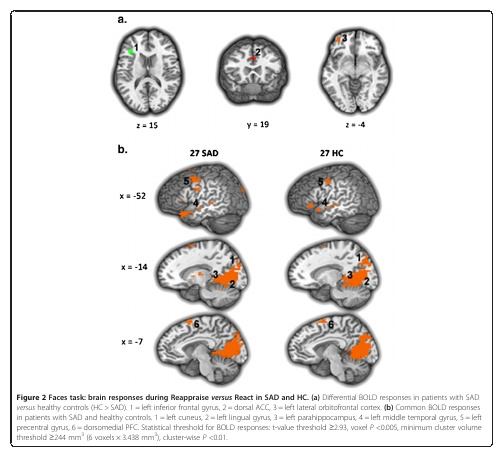 a.
1
2
3
z = 15
y = 19
z = -4
b.
27 SAD
27 HC
x = -52
5
4
5
4
x = -14
1
3
2
1
3
2
x = -7
6
6
Figure 2 Faces task: brain responses during Reappraise versus React in SAD and HC. (a) Differential BOLD responses in patients with SAD
versus healthy controls (HC > SAD). 1 = left inferior frontal gyrus, 2 = dorsal ACC, 3 = left lateral orbitofrontal cortex. (b) Common BOLD responses
in patients with SAD and healthy controls. 1 = left cuneus, 2 = left lingual gyrus, 3 = left parahippocampus, 4 = left middle temporal gyrus, 5 = left
precentral gyrus, 6 = dorsomedial PFC. Statistical threshold for BOLD responses: t-value threshold ≥2.93, voxel P <0.005, minimum cluster volume
threshold ≥244 mm³ (6 voxels × 3.438 mm³), cluster-wise P <0.01.